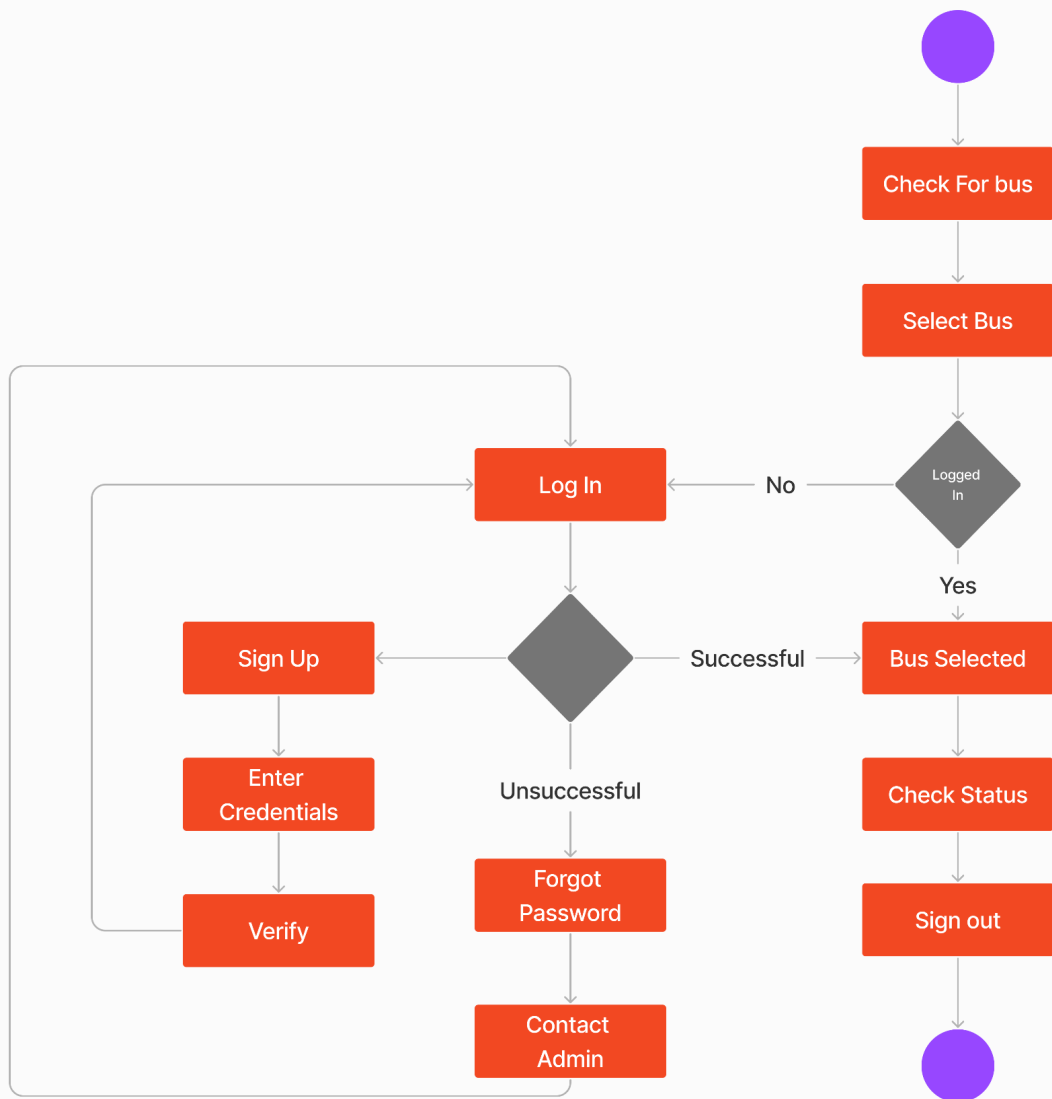 Check For bus
Select Bus
Logged
In
No
Log In
Yes
Sign Up
Successful
Bus Selected
Enter
Credentials
Unsuccessful
Check Status
Forgot
Password
Verify
Sign out
Contact
Admin